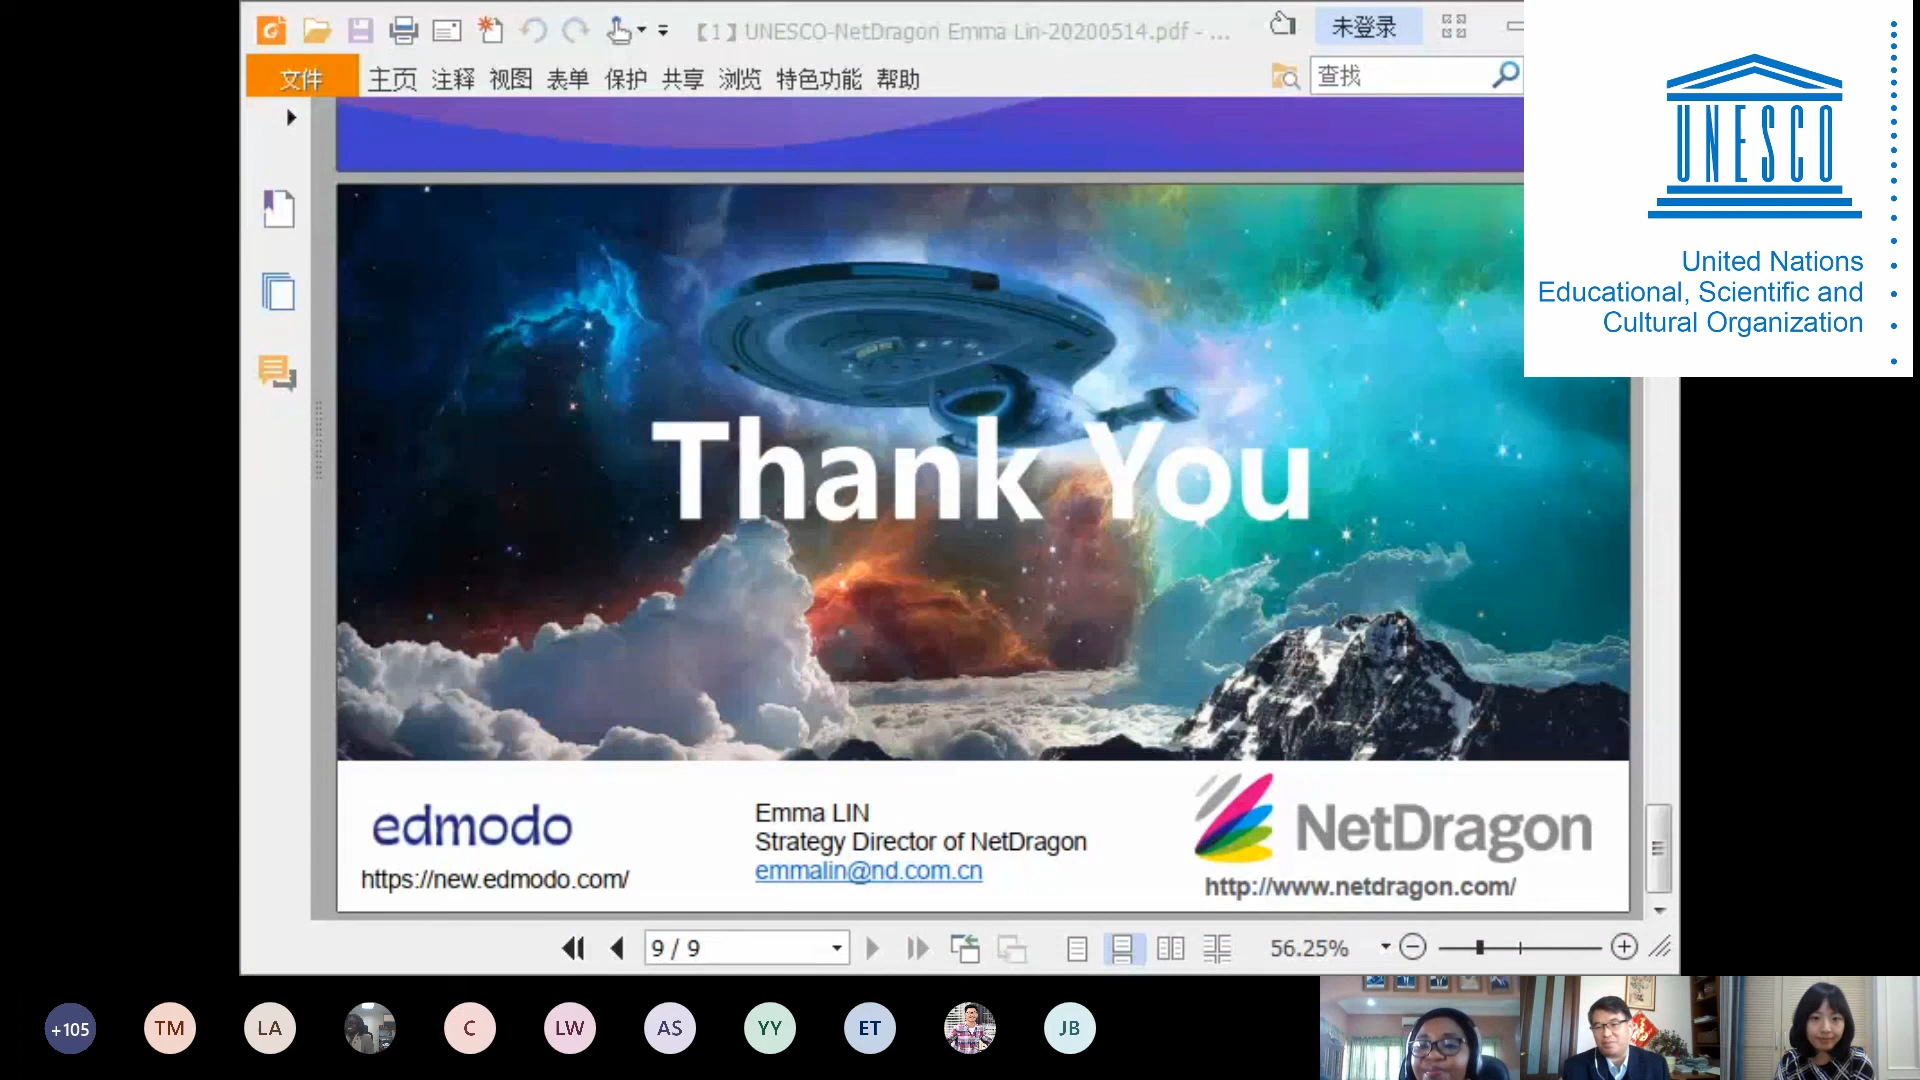 【1】UNESCO-NetDragon Emma Lin-20200514.pdf - ...
未登录
文件 主页 注释 视图 表单 保护 共享 浏览 特色功能 帮助
查找
UNESCO
United Nations
Educational, Scientific and
Cultural Organization
Thank You
edmodo
https://new.edmodo.com/
Emma LIN
Strategy Director of NetDragon
emmalin@nd.com.cn
NetDragon
http://www.netdragon.com/
9 / 9
56.25%
+105 TM LA C LW AS YY ET JB